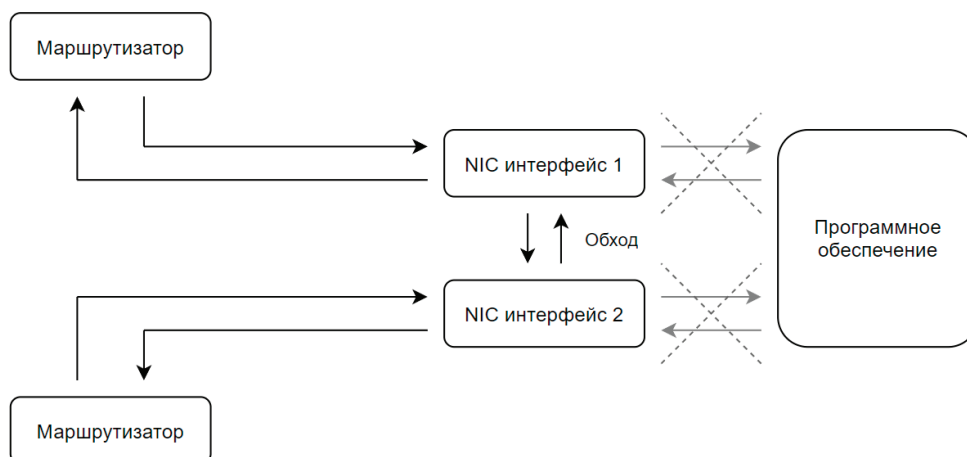 Маршрутизатор
NIC интерфейс 1
Программное
обеспечение
Обход
NIC интерфейс 2
Маршрутизатор